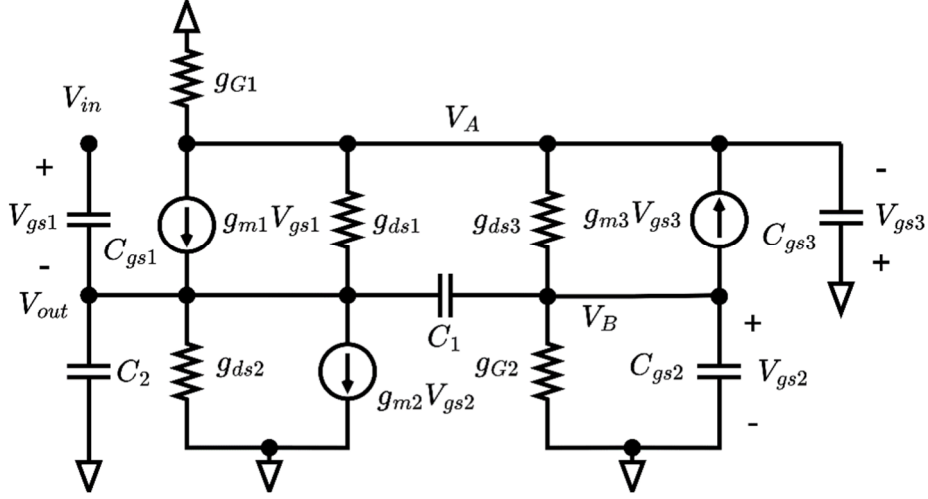 g_{G1}
V_{in}
V_A
+
-
V_{gs1}
g_{m1}V_{gs1}
g_{ds1}
g_{ds3}
g_{m3}V_{gs3}
V_{gs3}
C_{gs1}
C_{gs3}
-
+
V_{out}
V_B
C_1
+
C_2
g_{ds2}
g_{G2}
C_{gs2}
V_{gs2}
g_{m2}V_{gs2}
-